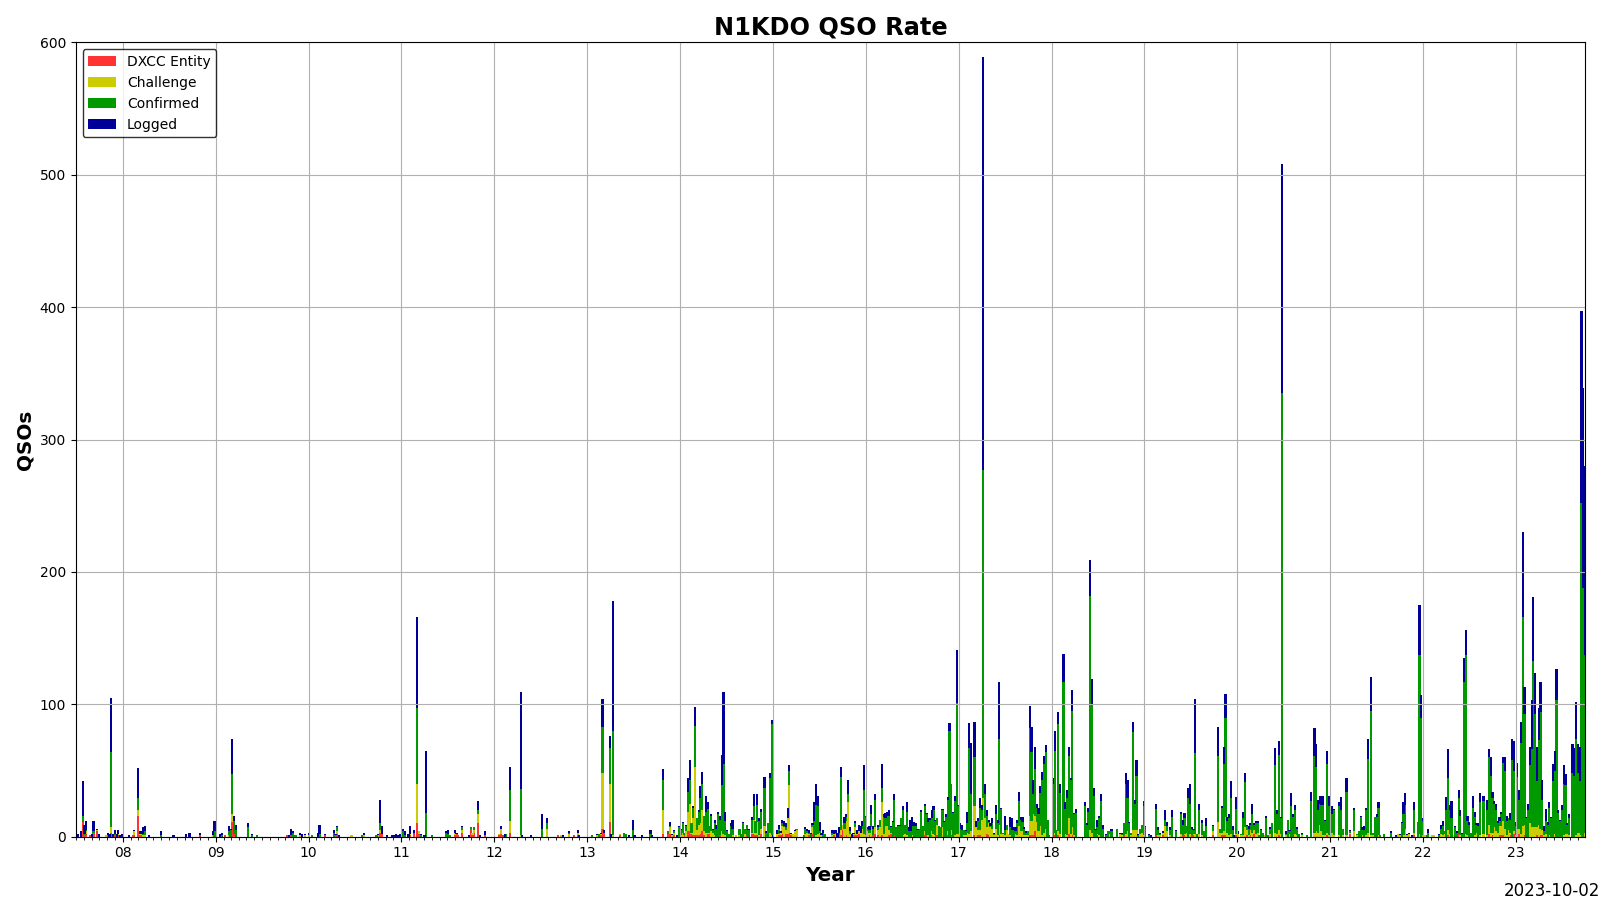 N1KDO QSO Rate
600
500
400
300
200
100
0
QSOs
DXCC Entity
Challenge
Confirmed
Logged
08 09 10 11 12 13 14 15 16 17 18 19 20 21 22 23
Year
2023-10-02